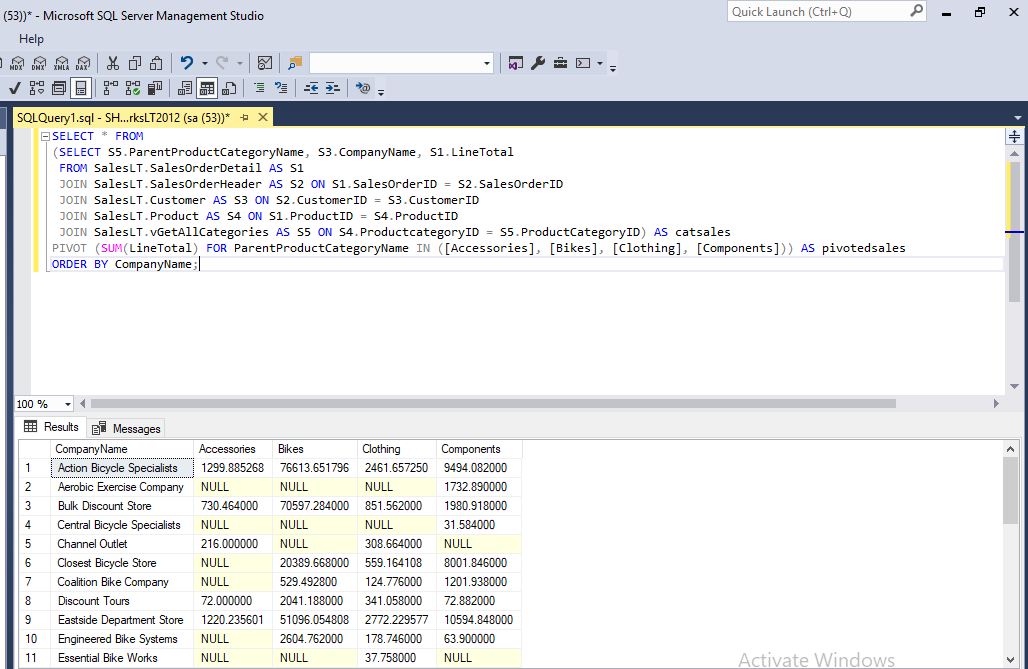 (53))* - Microsoft SQL Server Management Studio
Quick Launch (Ctrl+Q)
Help
MDX DMX XMLA DAX
SQLQuery1.sql - SH...rksLT2012 (sa (53))*
SELECT * FROM
(SELECT S5.ParentProductCategoryName, S3.CompanyName, S1.LineTotal
FROM SalesLT.SalesOrderDetail AS S1
JOIN SalesLT.SalesOrderHeader AS S2 ON S1.SalesOrderID = S2.SalesOrderID
JOIN SalesLT.Customer AS S3 ON S2.CustomerID = S3.CustomerID
JOIN SalesLT.Product AS S4 ON S1.ProductID = S4.ProductID
JOIN SalesLT.vGetAllCategories AS S5 ON S4.ProductcategoryID = S5.ProductCategoryID) AS catsales
PIVOT (SUM(LineTotal) FOR ParentProductCategoryName IN ([Accessories], [Bikes], [Clothing], [Components])) AS pivotedsales
ORDER BY CompanyName;
100 %
Results Messages
CompanyName Accessories Bikes Clothing Components
1 Action Bicycle Specialists 1299.885268 76613.651796 2461.657250 9494.082000
2 Aerobic Exercise Company NULL NULL NULL 1732.890000
3 Bulk Discount Store 730.464000 70597.284000 851.562000 1980.918000
4 Central Bicycle Specialists NULL NULL NULL 31.584000
5 Channel Outlet 216.000000 NULL 308.664000 NULL
6 Closest Bicycle Store NULL 20389.668000 559.164108 8001.846000
7 Coalition Bike Company NULL 529.492800 124.776000 1201.938000
8 Discount Tours 72.000000 2041.188000 341.058000 72.882000
9 Eastside Department Store 1220.235601 51096.054808 2772.229577 10594.848000
10 Engineered Bike Systems NULL 2604.762000 178.746000 63.900000
11 Essential Bike Works NULL NULL 37.758000 NULL
Activate Windows